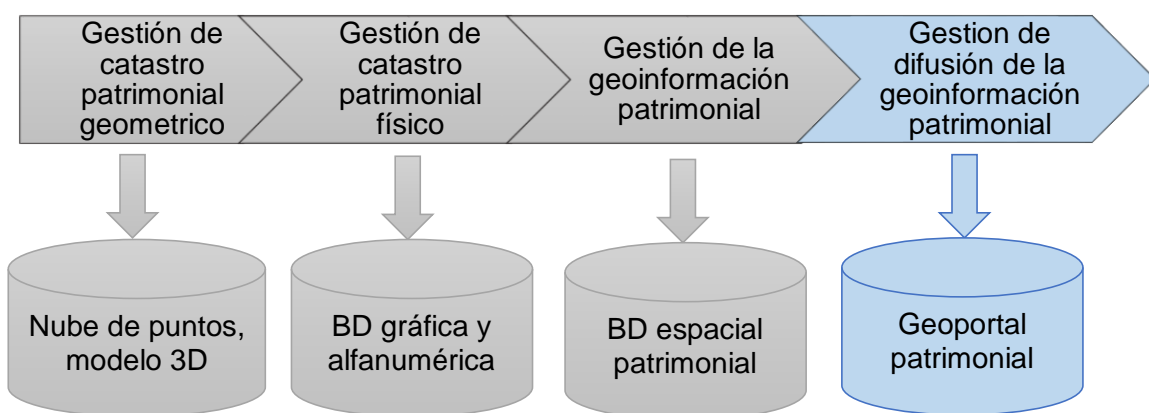 Gestión de
catastro
patrimonial
geometrico
Gestión de
catastro
patrimonial
físico
Gestión de la
geoinformación
patrimonial
Gestion de
difusión de la
geoinformación
patrimonial
Nube de puntos,
modelo 3D
BD gráfica y
alfanumérica
BD espacial
patrimonial
Geoportal
patrimonial